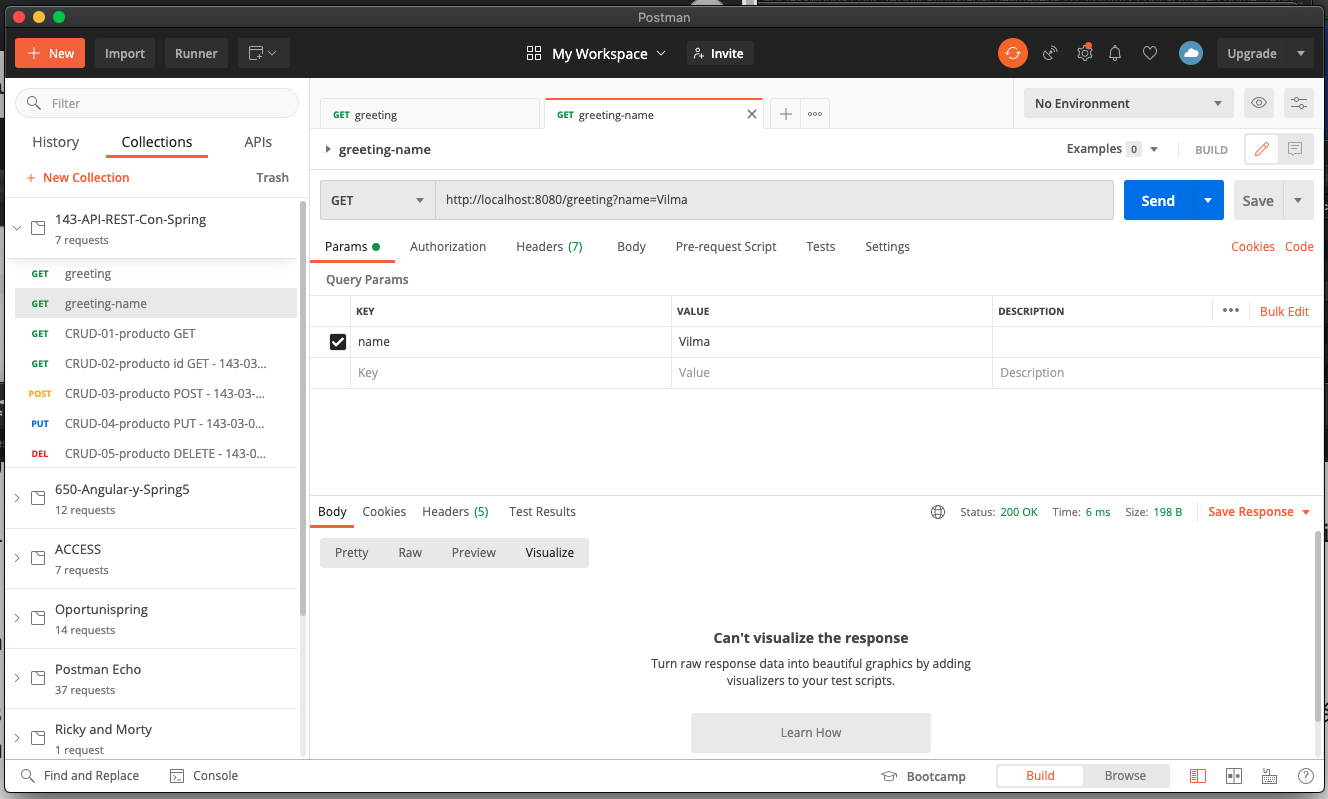 Postman
New
Import
Runner
My Workspace
Invite
Upgrade
Filter
History
Collections
APIs
+ New Collection
Trash
143-API-REST-Con-Spring
7 requests
GET greeting
GET greeting-name
GET CRUD-01-producto GET
GET CRUD-02-producto id GET - 143-03...
POST CRUD-03-producto POST - 143-03-...
PUT CRUD-04-producto PUT - 143-03-0...
DEL CRUD-05-producto DELETE - 143-0...
650-Angular-y-Spring5
12 requests
ACCESS
7 requests
Oportunispring
14 requests
Postman Echo
37 requests
Ricky and Morty
1 request
GET greeting
GET greeting-name
No Environment
greeting-name
Examples 0
BUILD
GET
http://localhost:8080/greeting?name=Vilma
Send
Save
Params
Authorization
Headers (7)
Body
Pre-request Script
Tests
Settings
Cookies
Code
Query Params
KEY
VALUE
DESCRIPTION
Bulk Edit
name
Vilma
Key
Value
Description
Body
Cookies
Headers (5)
Test Results
Status: 200 OK
Time: 6 ms
Size: 198 B
Save Response
Pretty
Raw
Preview
Visualize
Can't visualize the response
Turn raw response data into beautiful graphics by adding
visualizers to your test scripts.
Learn How
Find and Replace
Console
Bootcamp
Build
Browse